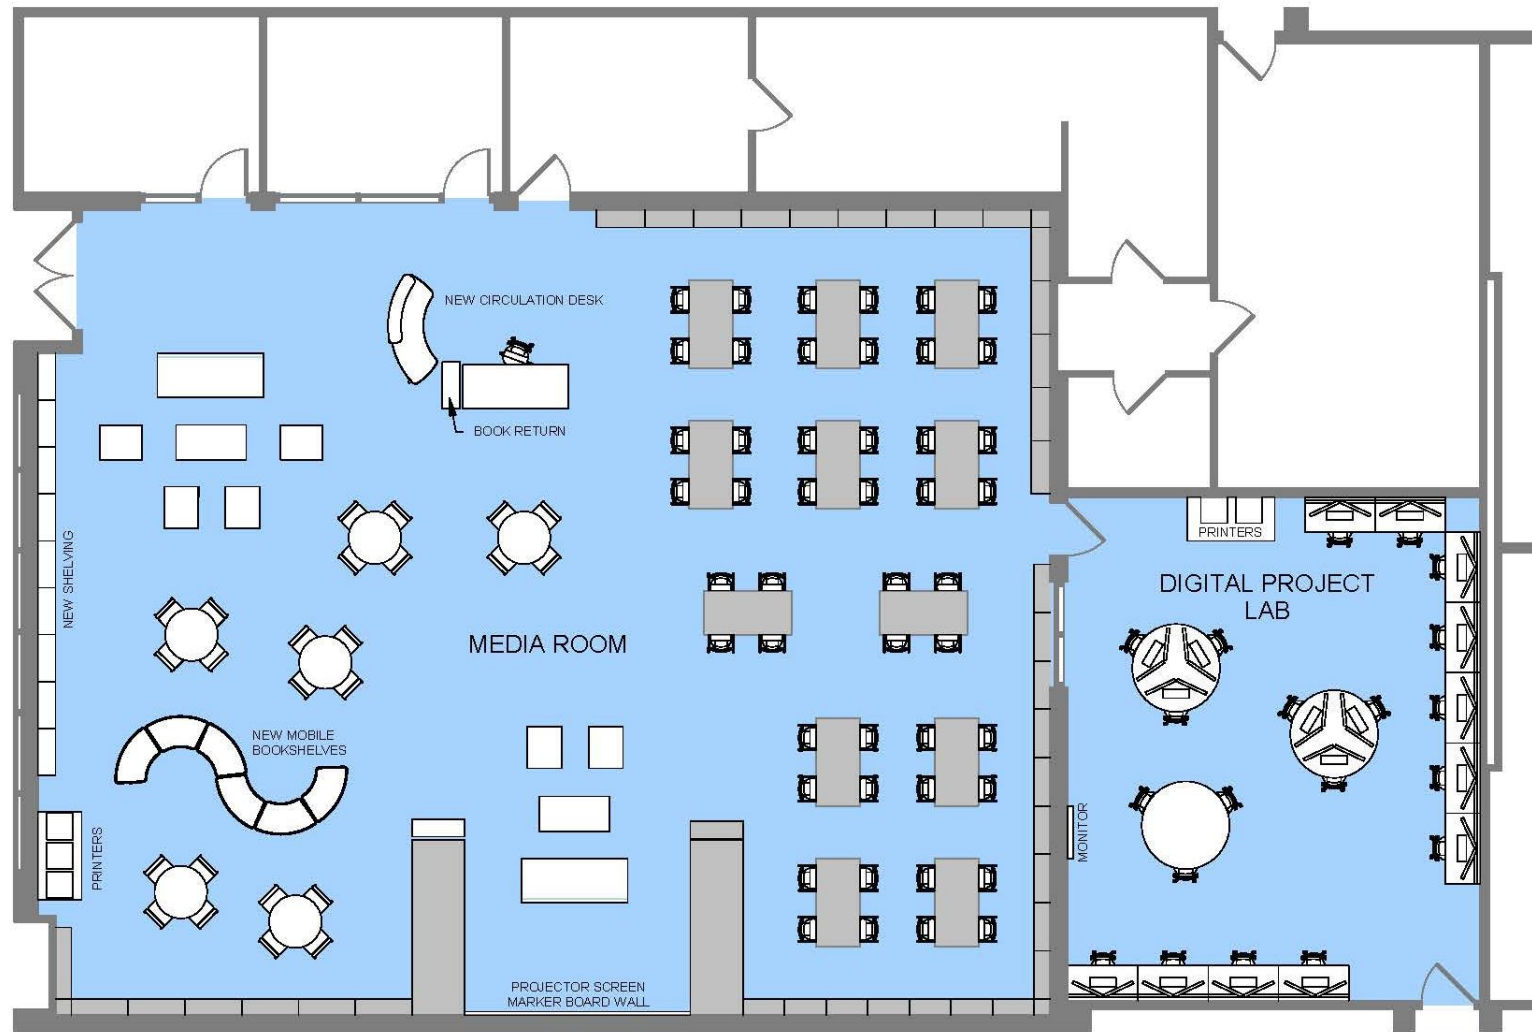 NEW CIRCULATION DESK
BOOK RETURN
PRINTERS
DIGITAL PROJECT
LAB
NEW SHELVING
MEDIA ROOM
NEW MOBILE
BOOKSHELVES
MONITOR
PRINTERS
PROJECTOR SCREEN
MARKER BOARD WALL